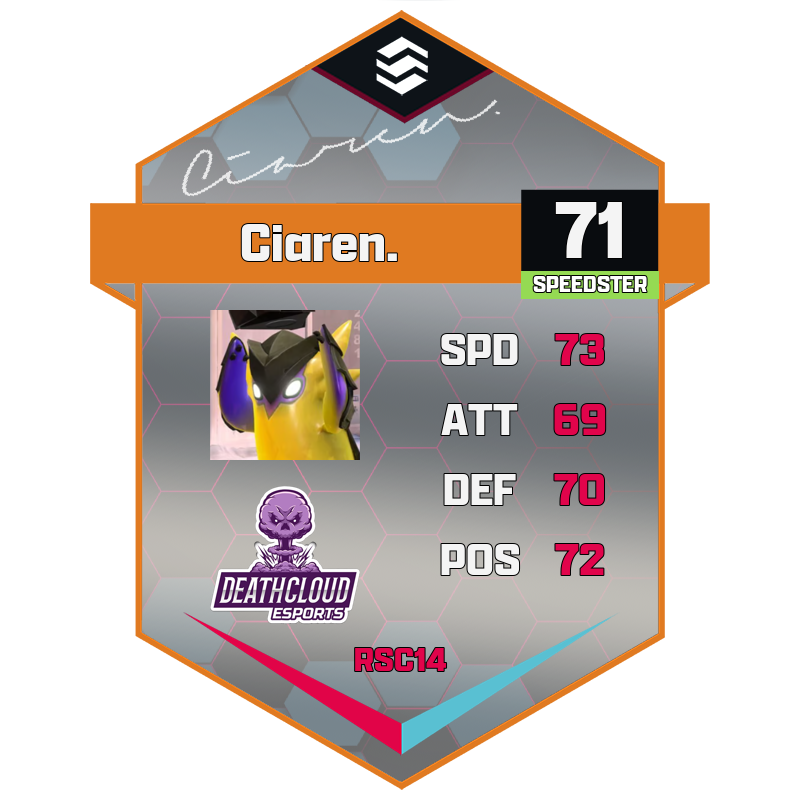 Ciaren.
Ciaren.
71
SPEEDSTER
SPD 73
ATT 69
DEF 70
POS 72
DEATHCLOUD
ESPORTS
RSC14